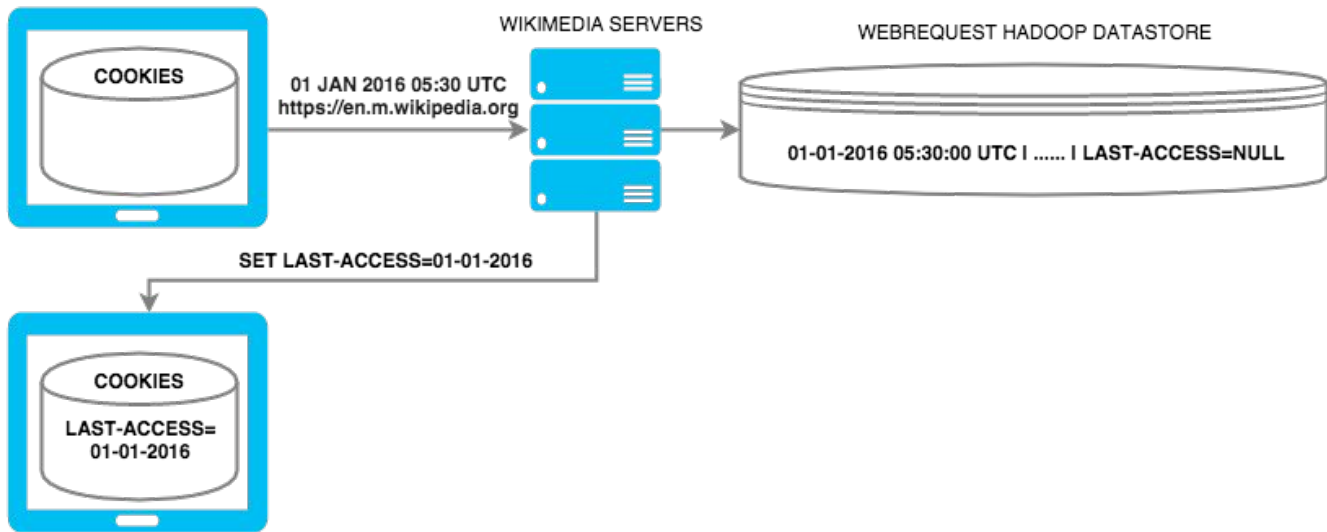 WIKIMEDIA SERVERS
WEBREQUEST HADOOP DATASTORE
COOKIES
01 JAN 2016 05:30 UTC
https://en.m.wikipedia.org
01-01-2016 05:30:00 UTC I ...... I LAST-ACCESS=NULL
SET LAST-ACCESS=01-01-2016
COOKIES
LAST-ACCESS=
01-01-2016